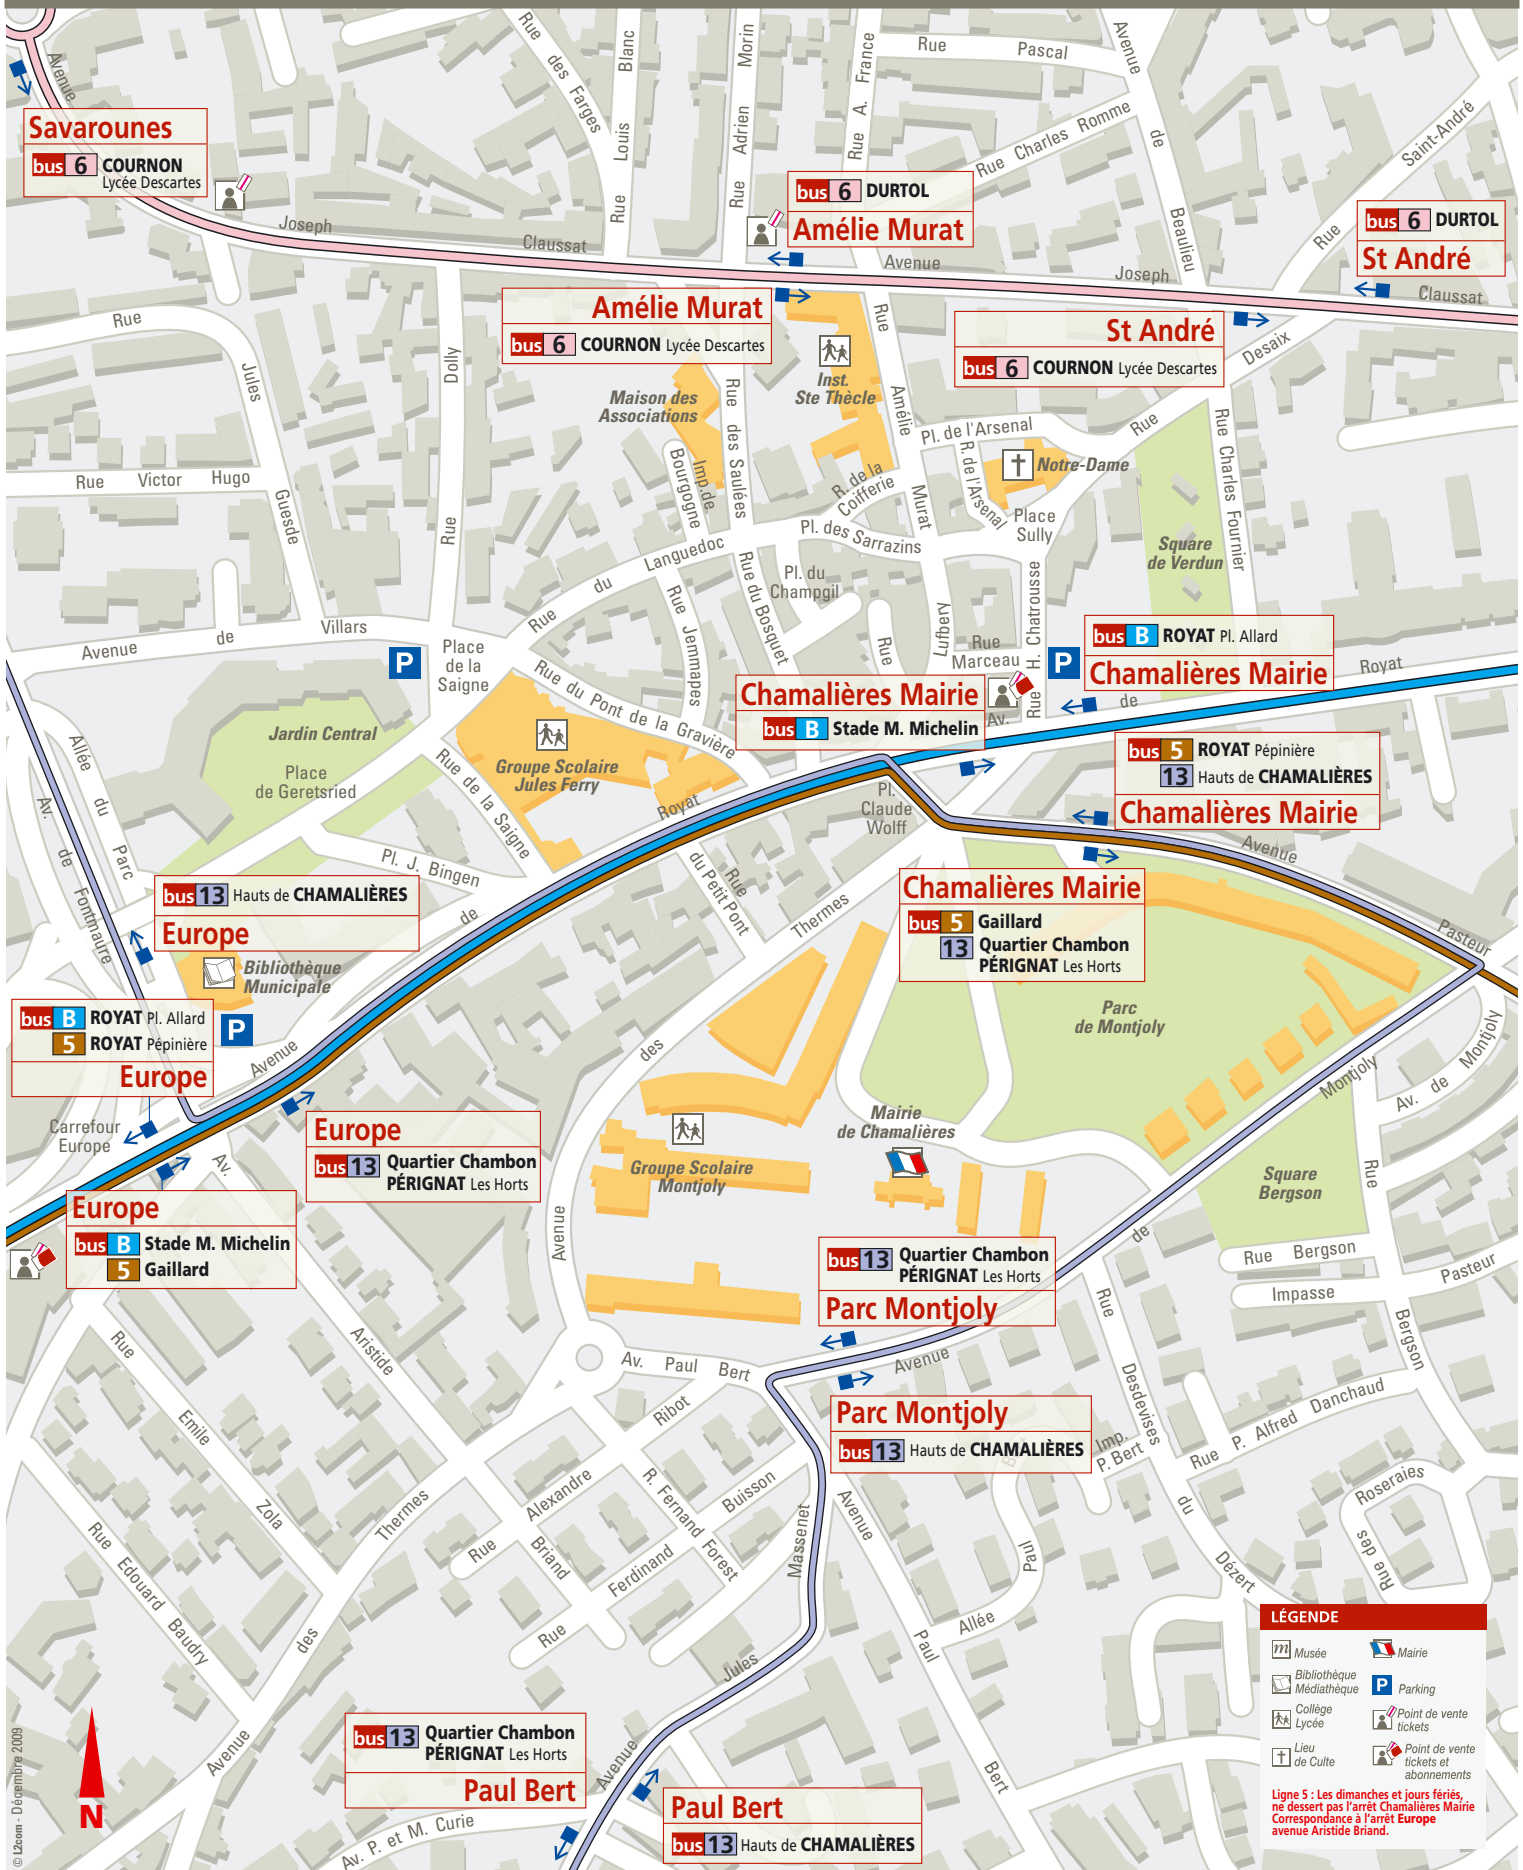 Avenue
Savarounes
bus 6 COURNON
Lycée Descartes
Joseph
Claussat
Rue des Farges
Rue Louis Blanc
Rue Adrien Morin
Rue A. France
Rue Pascal
Avenue de Beaulieu
Rue Charles Romme
Rue Saint-André
bus 6 DURTOL
Amélie Murat
bus 6 DURTOL
St André
Avenue Joseph Claussat
Amélie Murat
bus 6 COURNON Lycée Descartes
St André
bus 6 COURNON Lycée Descartes
Rue Desaix
Rue Jules Guesde
Rue Dolly
Rue Victor Hugo
Maison des
Associations
Rue des Saulées
Inst.
Ste Thècle
Rue Amélie Murat
Pl. de l'Arsenal
R. de l'Arsenal
Notre-Dame
Place
Sully
Rue Charles Fournier
Square
de Verdun
Imp. de
Bourgogne
R. de la
Coifferie
Pl. des Sarrazins
Rue du Languedoc
Rue Jemmapes
Rue du Bosquet
Pl. du
Champgil
Rue
Lufbery
Rue
Marceau
Rue H. Chatrousse
P
bus B ROYAT Pl. Allard
Chamalières Mairie
Av. de Royat
Avenue de Villars
P
Place
de la
Saigne
Rue du Pont de la Gravière
Chamalières Mairie
bus B Stade M. Michelin
Jardin Central
Place
de Geretsried
Groupe Scolaire
Jules Ferry
Rue de la Saigne
Royat
Pl.
Claude
Wolff
bus 5 ROYAT Pépinière
13 Hauts de CHAMALIÈRES
Chamalières Mairie
Avenue Pasteur
Allée du Parc
Av. de Fontmaure
Pl. J. Bingen
bus 13 Hauts de CHAMALIÈRES
Europe
Bibliothèque
Municipale
Rue
du Petit Pont
Thermes
Chamalières Mairie
bus 5 Gaillard
13 Quartier Chambon
PÉRIGNAT Les Horts
Parc
de Montjoly
bus B ROYAT Pl. Allard
5 ROYAT Pépinière
Europe
P
Avenue de
Carrefour
Europe
Av.
Europe
bus 13 Quartier Chambon
PÉRIGNAT Les Horts
Europe
bus B Stade M. Michelin
5 Gaillard
Avenue des
Groupe Scolaire
Montjoly
Mairie
de Chamalières
Montjoly
Av. de Montjoly
Square
Bergson
Rue Bergson
Rue Bergson
Impasse Pasteur
bus 13 Quartier Chambon
PÉRIGNAT Les Horts
Parc Montjoly
Avenue de
Parc Montjoly
bus 13 Hauts de CHAMALIÈRES
Rue Desdevises du Dézert
Imp.
P. Bert
Rue P. Alfred Danchaud
Rue des Roseraies
Av. Paul Bert
Aristide
Rue Emile Zola
Rue Edouard Baudry
Avenue des Thermes
Rue Alexandre Ribot
Briand
R. Fernand Forest
Rue Ferdinand Buisson
Avenue Jules Massenet
Avenue Paul Bert
Allée Paul
bus 13 Quartier Chambon
PÉRIGNAT Les Horts
Paul Bert
Paul Bert
bus 13 Hauts de CHAMALIÈRES
Av. P. et M. Curie
N
© L2com - Décembre 2009
LÉGENDE
m Musée
Mairie
Bibliothèque
Médiathèque
P Parking
Collège
Lycée
Point de vente
tickets
Lieu
de Culte
Point de vente
tickets et
abonnements
Ligne 5 : Les dimanches et jours fériés,
ne dessert pas l'arrêt Chamalières Mairie
Correspondance à l'arrêt Europe
avenue Aristide Briand.